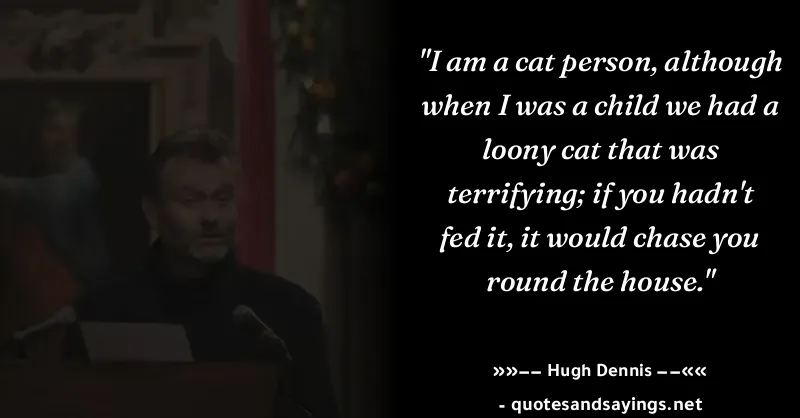 "I am a cat person, although
when I was a child we had a
loony cat that was
terrifying; if you hadn't
fed it, it would chase you
round the house."
»»−− Hugh Dennis −−««
- quotesandsayings.net